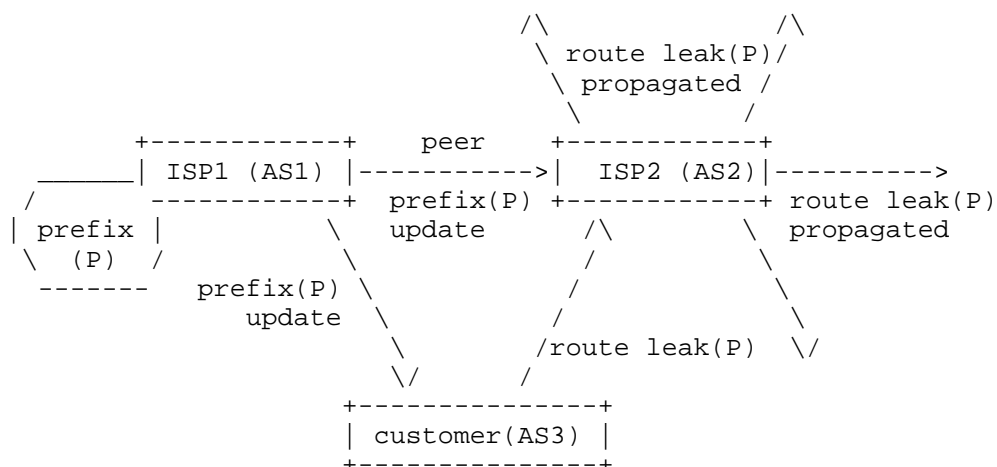 route leak(P)
propagated
peer
ISP1 (AS1)
ISP2 (AS2)
prefix(P)
update
route leak(P)
propagated
prefix
(P)
prefix(P)
update
route leak(P)
customer(AS3)